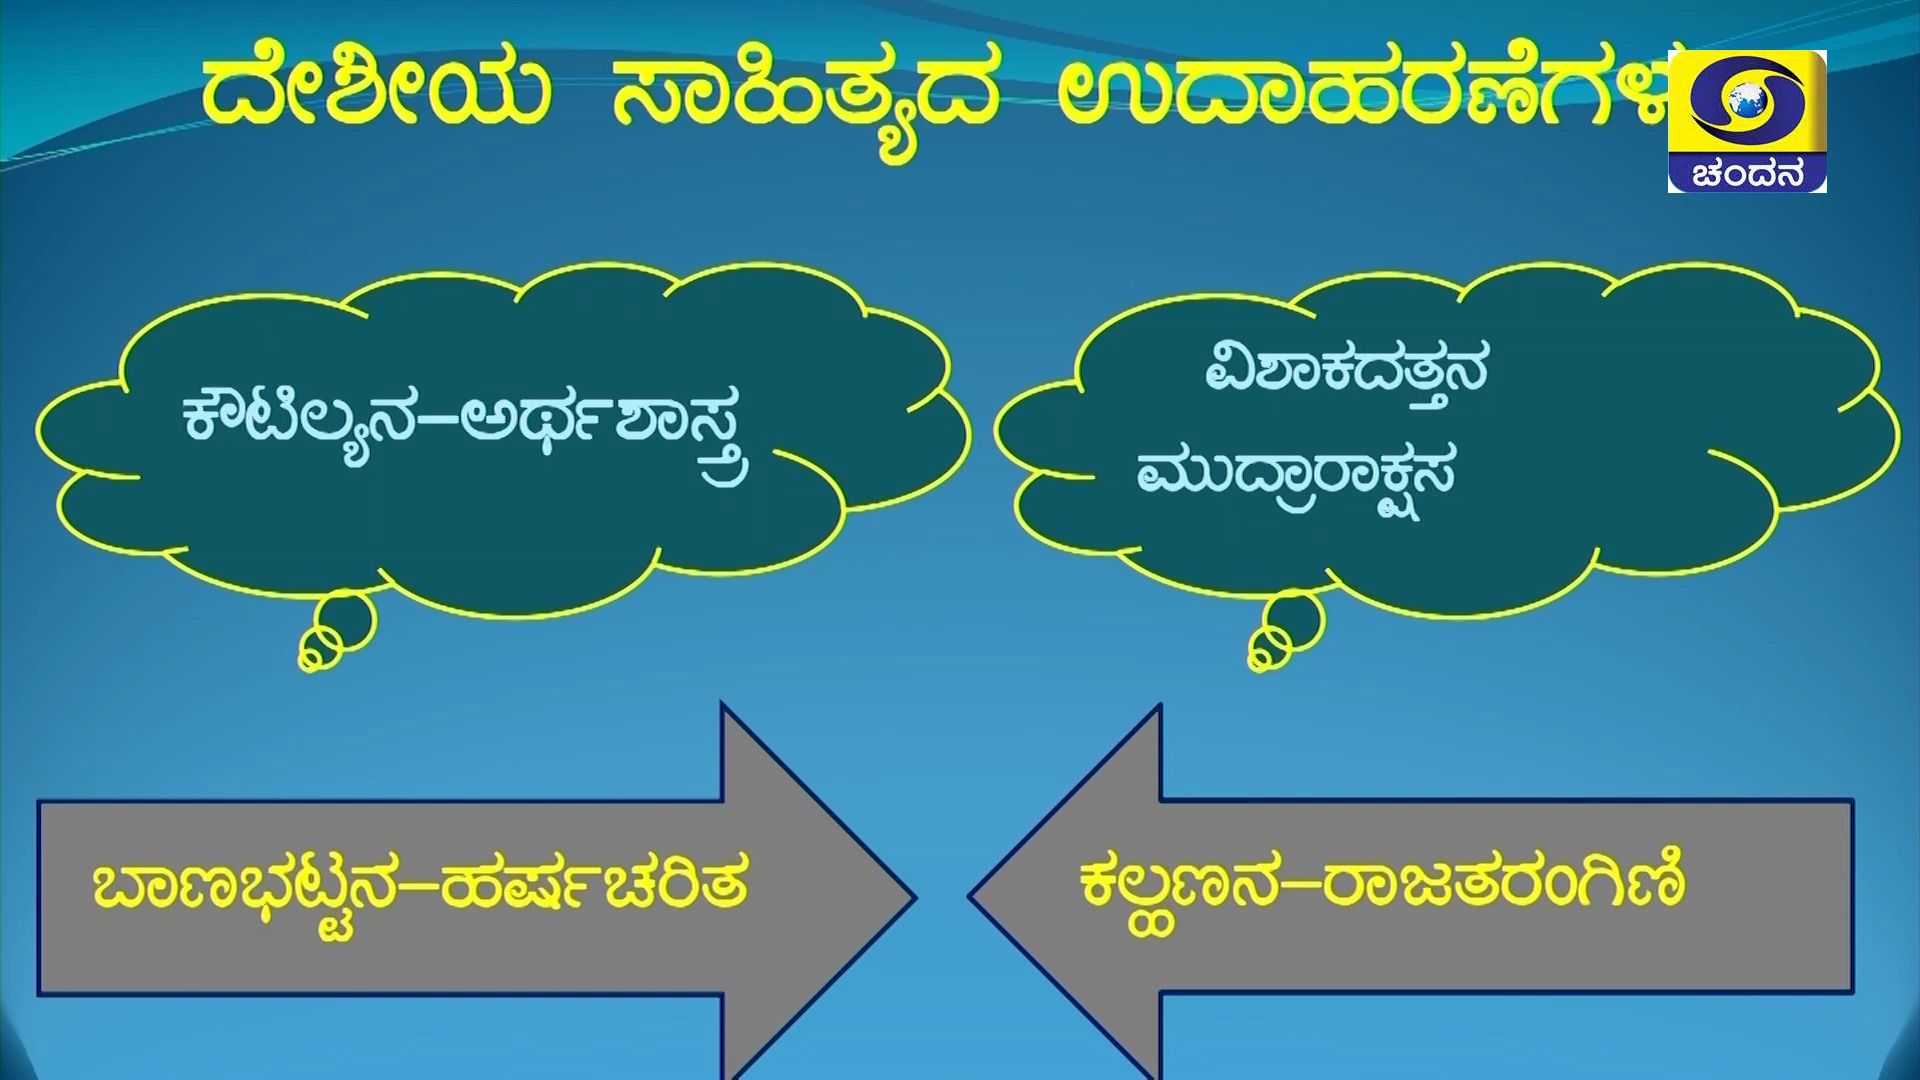 ದೇಶೀಯ ಸಾಹಿತ್ಯದ ಉದಾಹರಣೆಗಳು
ಚಂದನ
ಕೌಟಿಲ್ಯನ–ಅರ್ಥಶಾಸ್ತ್ರ
ವಿಶಾಕದತ್ತನ
ಮುದ್ರಾರಾಕ್ಷಸ
ಬಾಣಭಟ್ಟನ–ಹರ್ಷಚರಿತ
ಕಲ್ಹಣನ–ರಾಜತರಂಗಿಣಿ